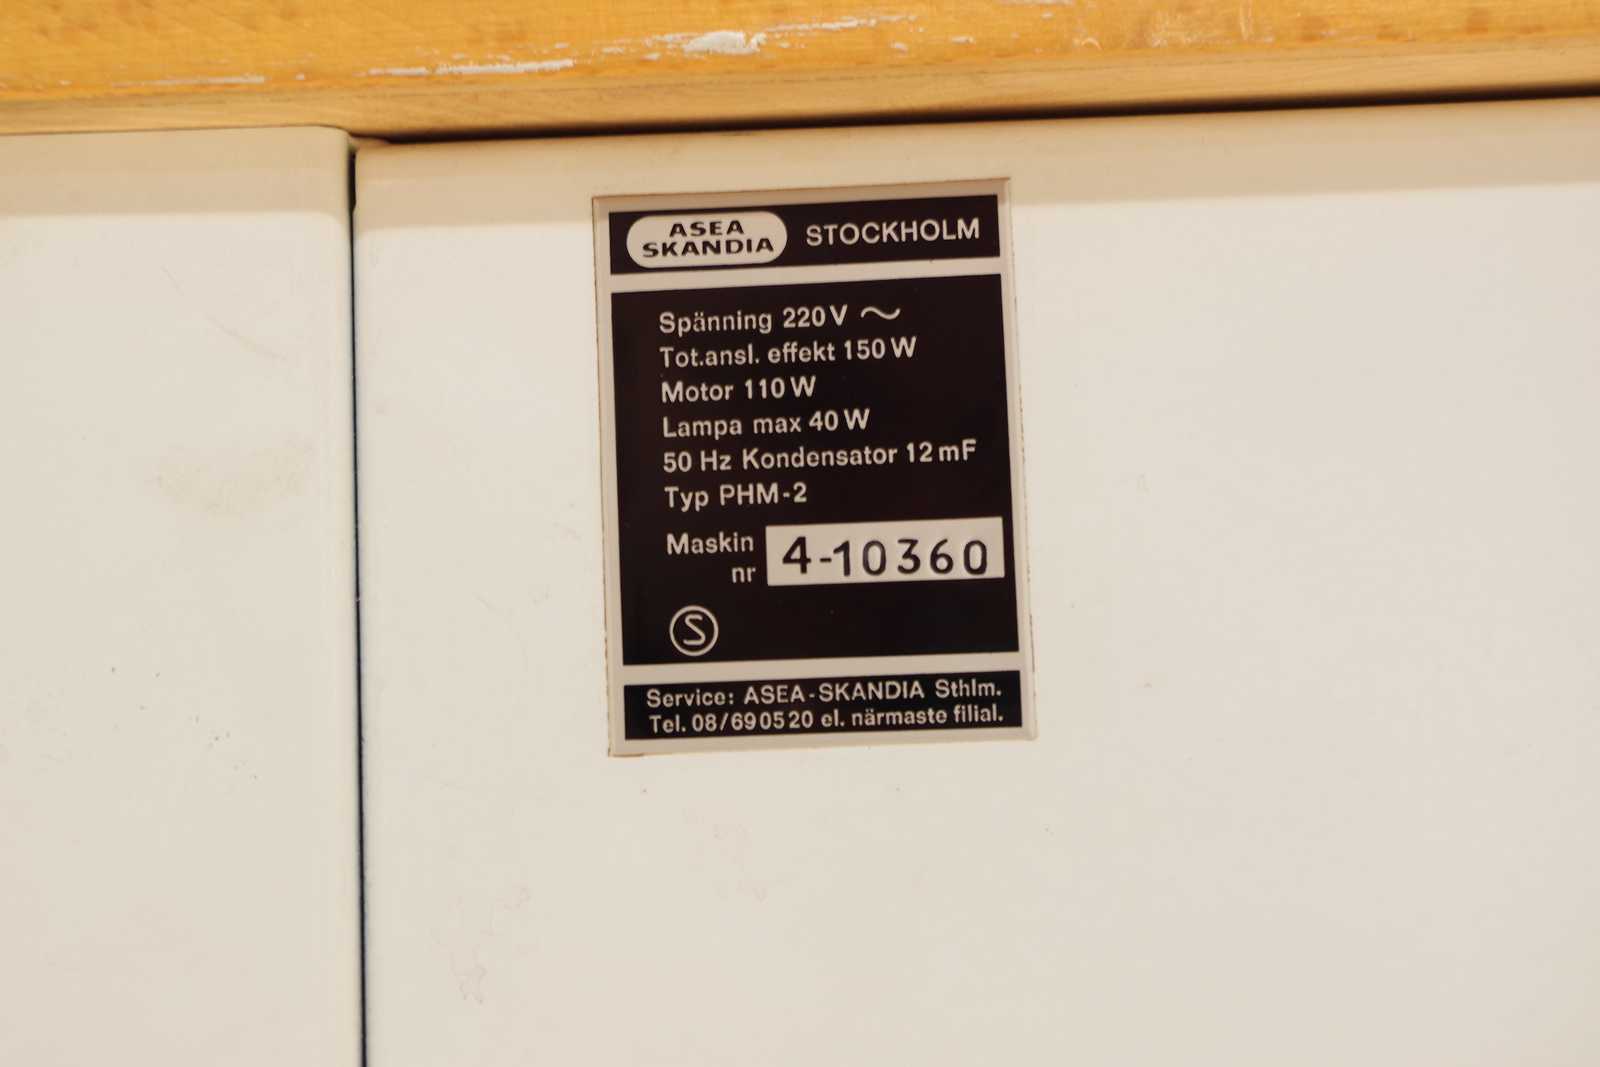 ASEA
SKANDIA
STOCKHOLM
Spänning 220 V ~
Tot.ansl. effekt 150 W
Motor 110 W
Lampa max 40 W
50 Hz Kondensator 12 mF
Typ PHM-2
Maskin
nr
4-10360
S
Service: ASEA-SKANDIA Sthlm.
Tel. 08/69 05 20 el. närmaste filial.